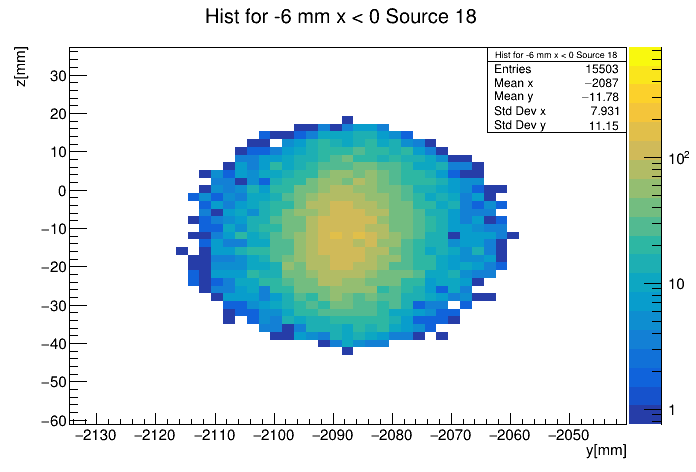 Hist for -6 mm x < 0 Source 18
z[mm]
Hist for -6 mm x < 0 Source 18
Entries 15503
Mean x −2087
Mean y −11.78
Std Dev x 7.931
Std Dev y 11.15
30
20
10
0
−10
−20
−30
−40
−50
−60
10²
10
1
−2130 −2120 −2110 −2100 −2090 −2080 −2070 −2060 −2050
y[mm]